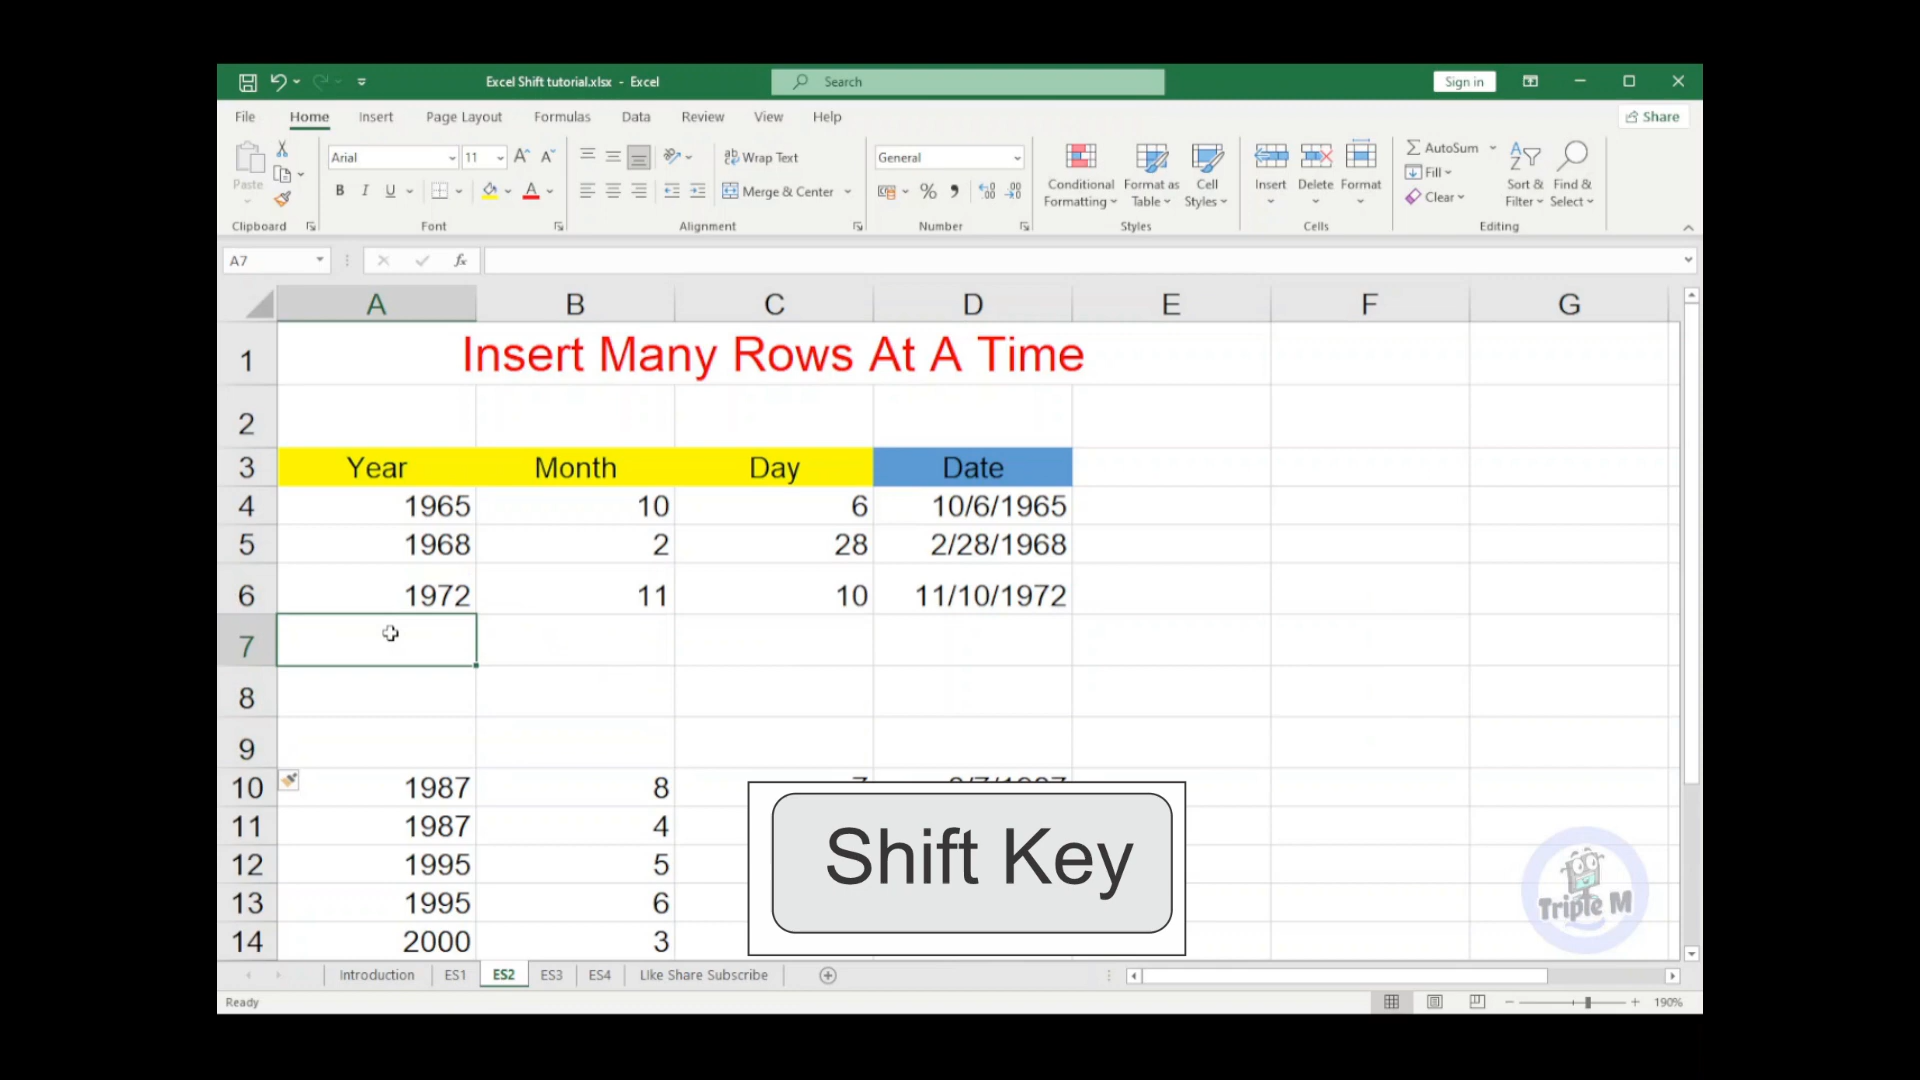 Excel Shift tutorial.xlsx - Excel
Search
Sign in
File Home Insert Page Layout Formulas Data Review View Help
Share
Paste
Arial 11
B I U
Wrap Text
Merge & Center
General
Conditional Formatting
Format as Table
Cell Styles
Insert
Delete
Format
AutoSum
Fill
Clear
Sort & Filter
Find & Select
Clipboard Font Alignment Number Styles Cells Editing
A7
fx
A B C D E F G
1 Insert Many Rows At A Time
2
3 Year Month Day Date
4 1965 10 6 10/6/1965
5 1968 2 28 2/28/1968
6 1972 11 10 11/10/1972
7
8
9
10 1987 8
11 1987 4
12 1995 5
13 1995 6
14 2000 3
Shift Key
Triple M
Introduction ES1 ES2 ES3 ES4 Like Share Subscribe
Ready
190%